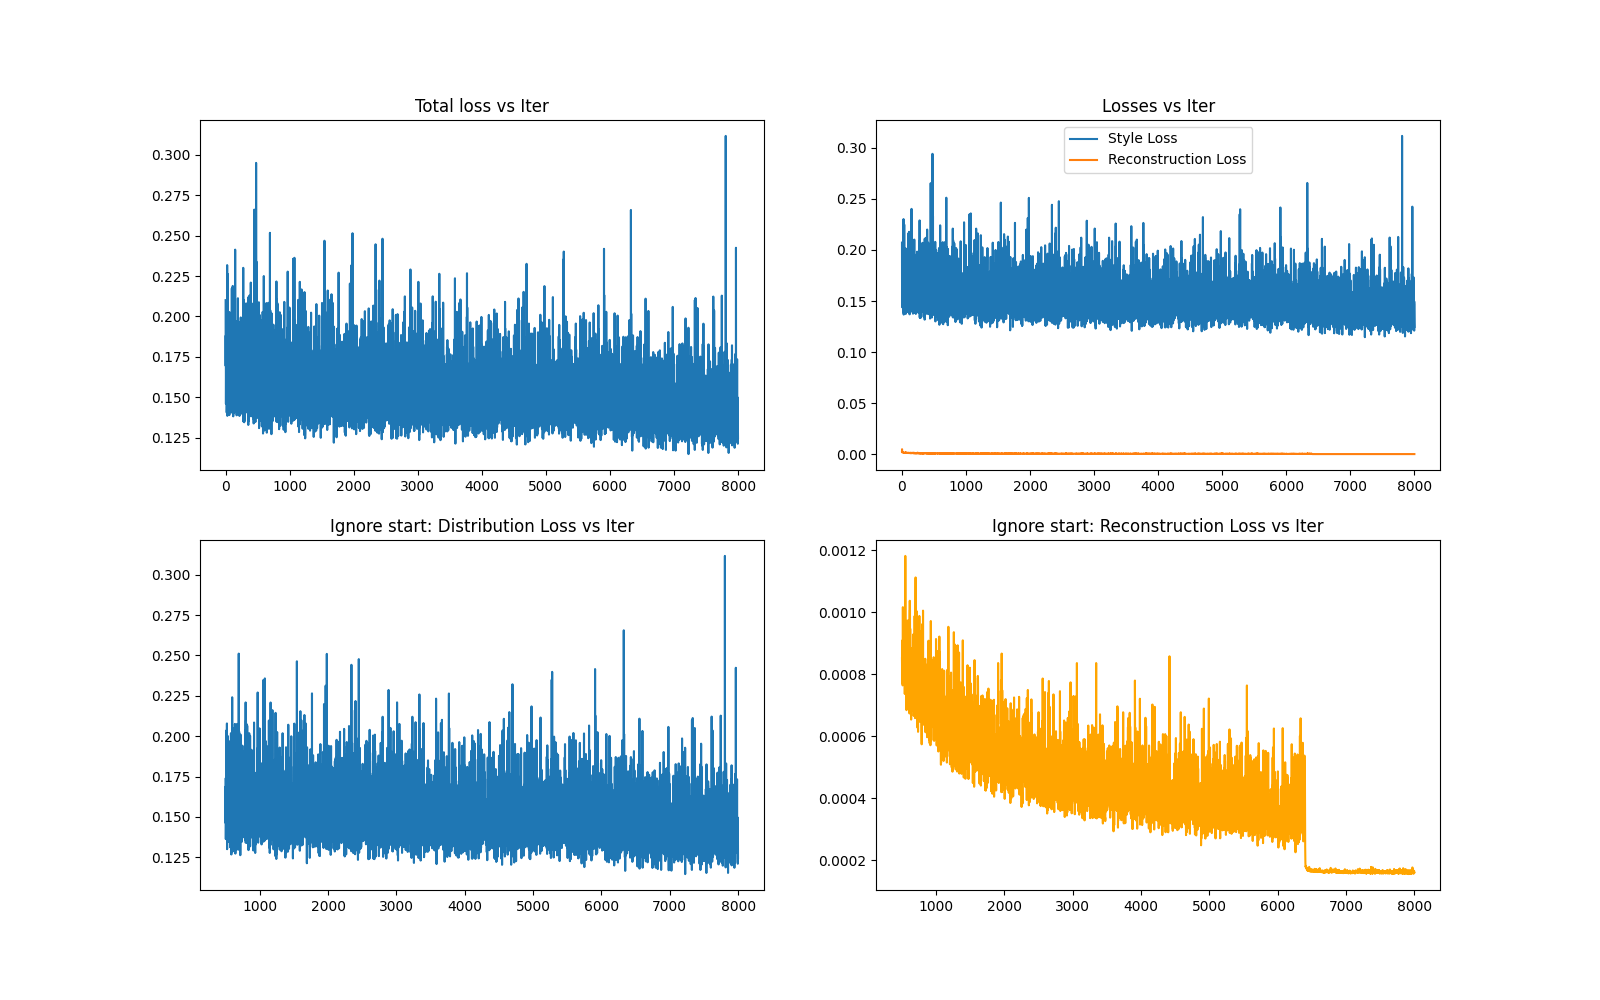 Total loss vs Iter
0.300
0.275
0.250
0.225
0.200
0.175
0.150
0.125
0 1000 2000 3000 4000 5000 6000 7000 8000
Losses vs Iter
Style Loss
Reconstruction Loss
0.30
0.25
0.20
0.15
0.10
0.05
0.00
0 1000 2000 3000 4000 5000 6000 7000 8000
Ignore start: Distribution Loss vs Iter
0.300
0.275
0.250
0.225
0.200
0.175
0.150
0.125
1000 2000 3000 4000 5000 6000 7000 8000
Ignore start: Reconstruction Loss vs Iter
0.0012
0.0010
0.0008
0.0006
0.0004
0.0002
1000 2000 3000 4000 5000 6000 7000 8000